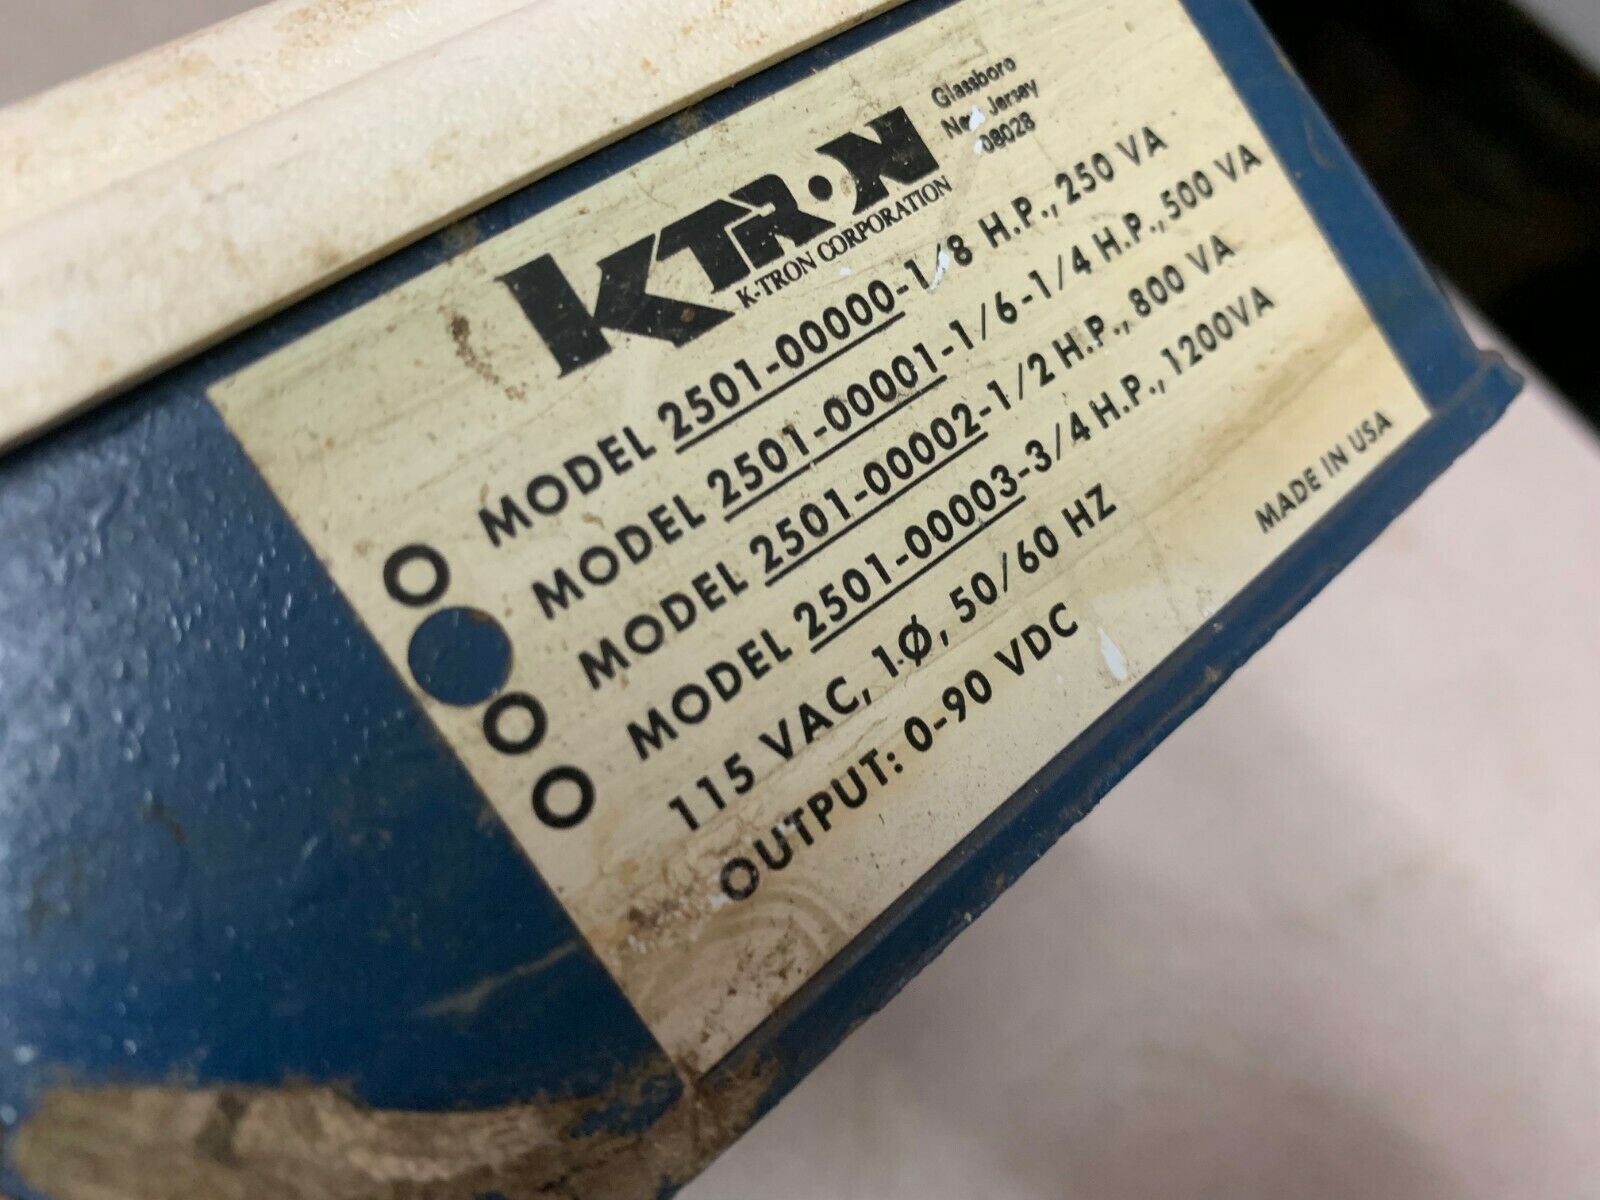 KTRON
K-TRON CORPORATION
Glassboro
New Jersey
08028
MODEL 2501-00000-1/8 H.P., 250 VA
MODEL 2501-00001-1/6-1/4 H.P., 500 VA
MODEL 2501-00002-1/2 H.P., 800 VA
MODEL 2501-00003-3/4 H.P., 1200VA
115 VAC, 1Ø, 50/60 HZ
OUTPUT: 0-90 VDC
MADE IN USA